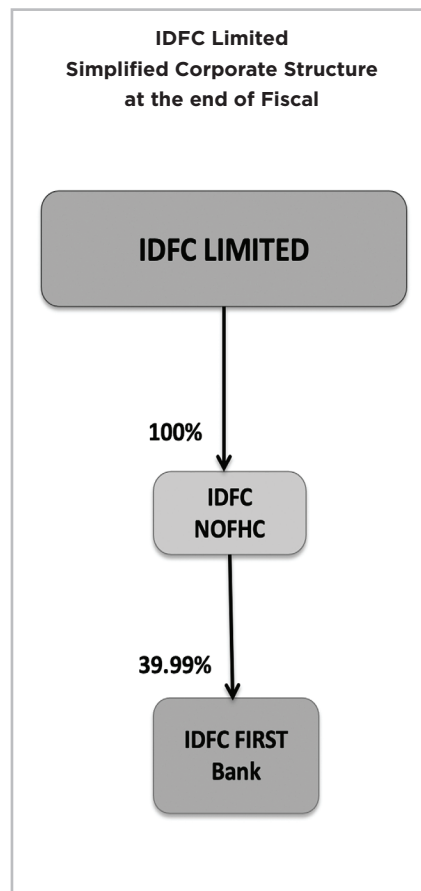 IDFC Limited
Simplified Corporate Structure
at the end of Fiscal
IDFC LIMITED
100%
IDFC
NOFHC
39.99%
IDFC FIRST
Bank